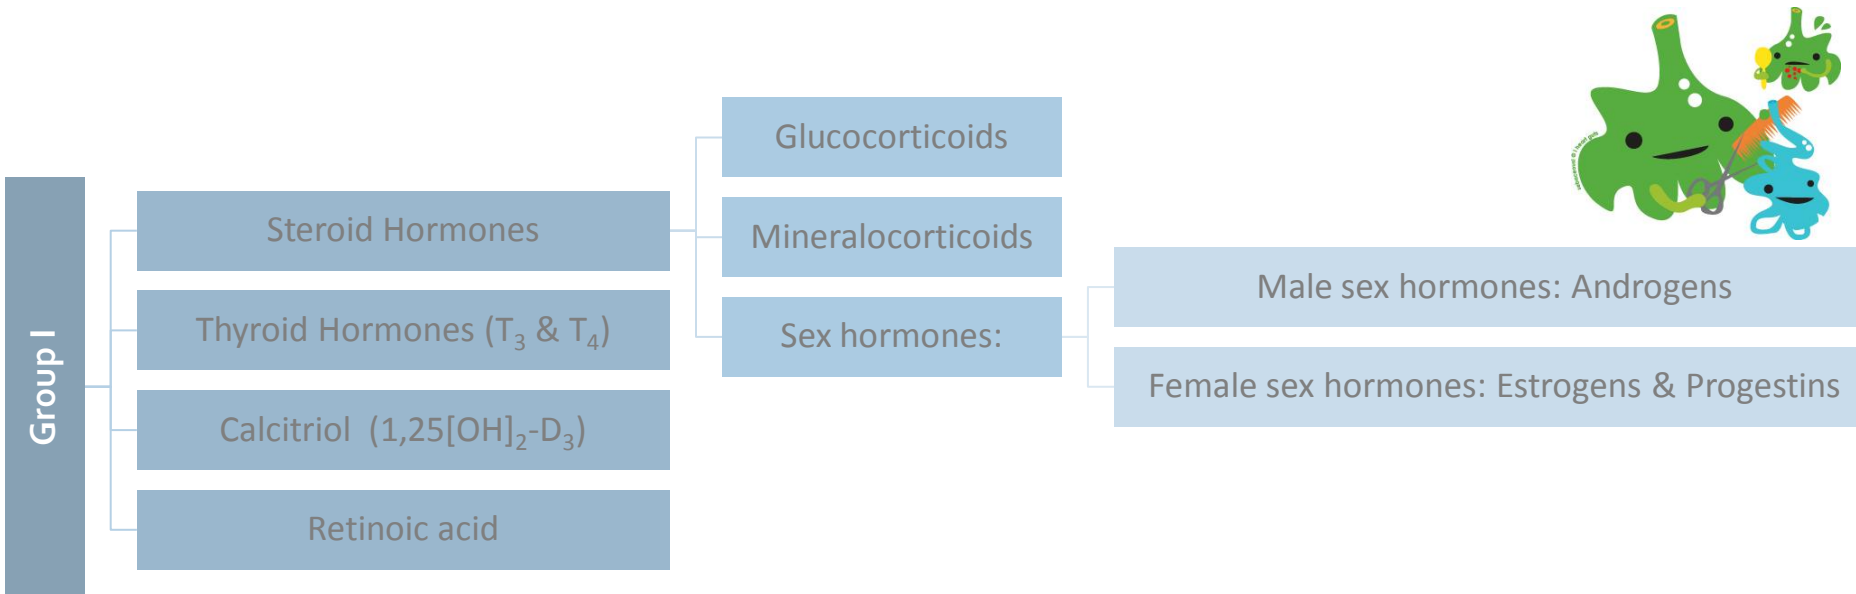 Group I
Steroid Hormones
Thyroid Hormones (T₃ & T₄)
Calcitriol (1,25[OH]₂-D₃)
Retinoic acid
Glucocorticoids
Mineralocorticoids
Sex hormones:
Male sex hormones: Androgens
Female sex hormones: Estrogens & Progestins